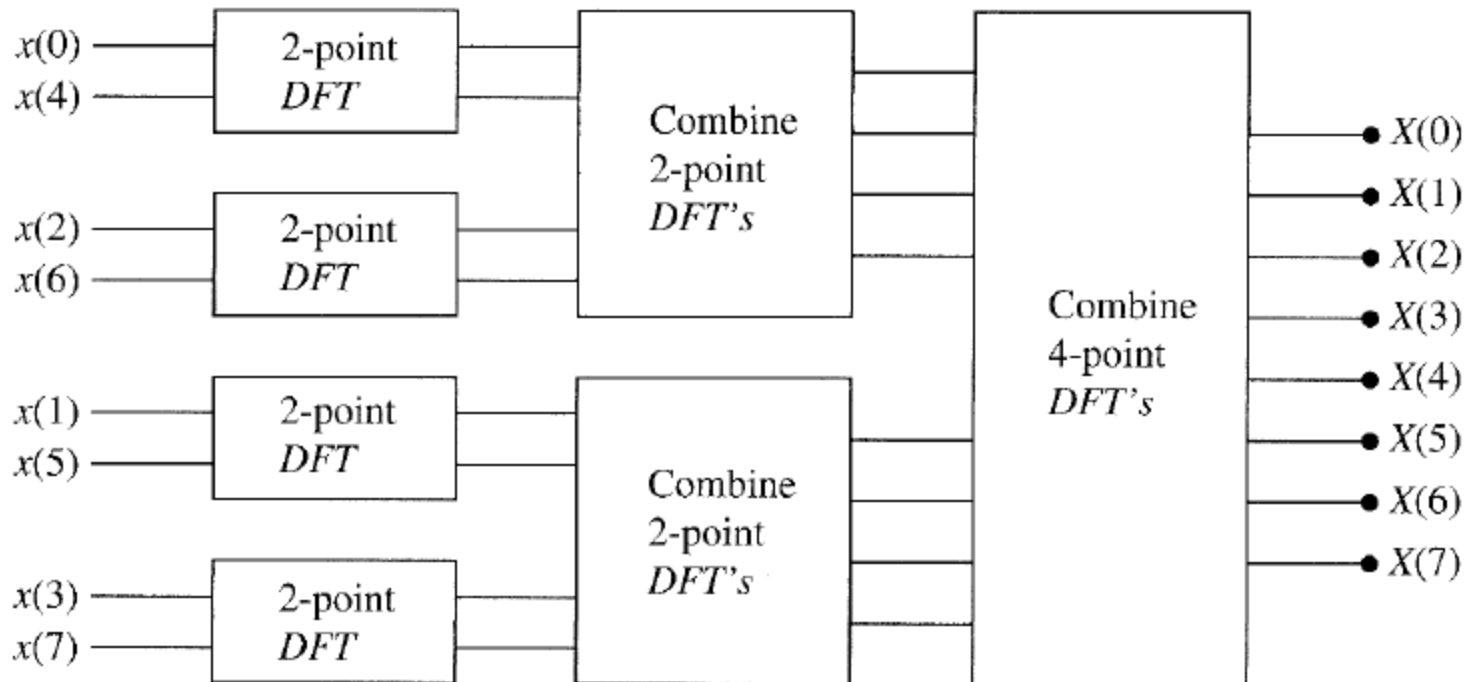 x(0)
x(4)
2-point
DFT
x(2)
x(6)
2-point
DFT
x(1)
x(5)
2-point
DFT
x(3)
x(7)
2-point
DFT
Combine
2-point
DFT's
Combine
2-point
DFT's
Combine
4-point
DFT's
X(0)
X(1)
X(2)
X(3)
X(4)
X(5)
X(6)
X(7)